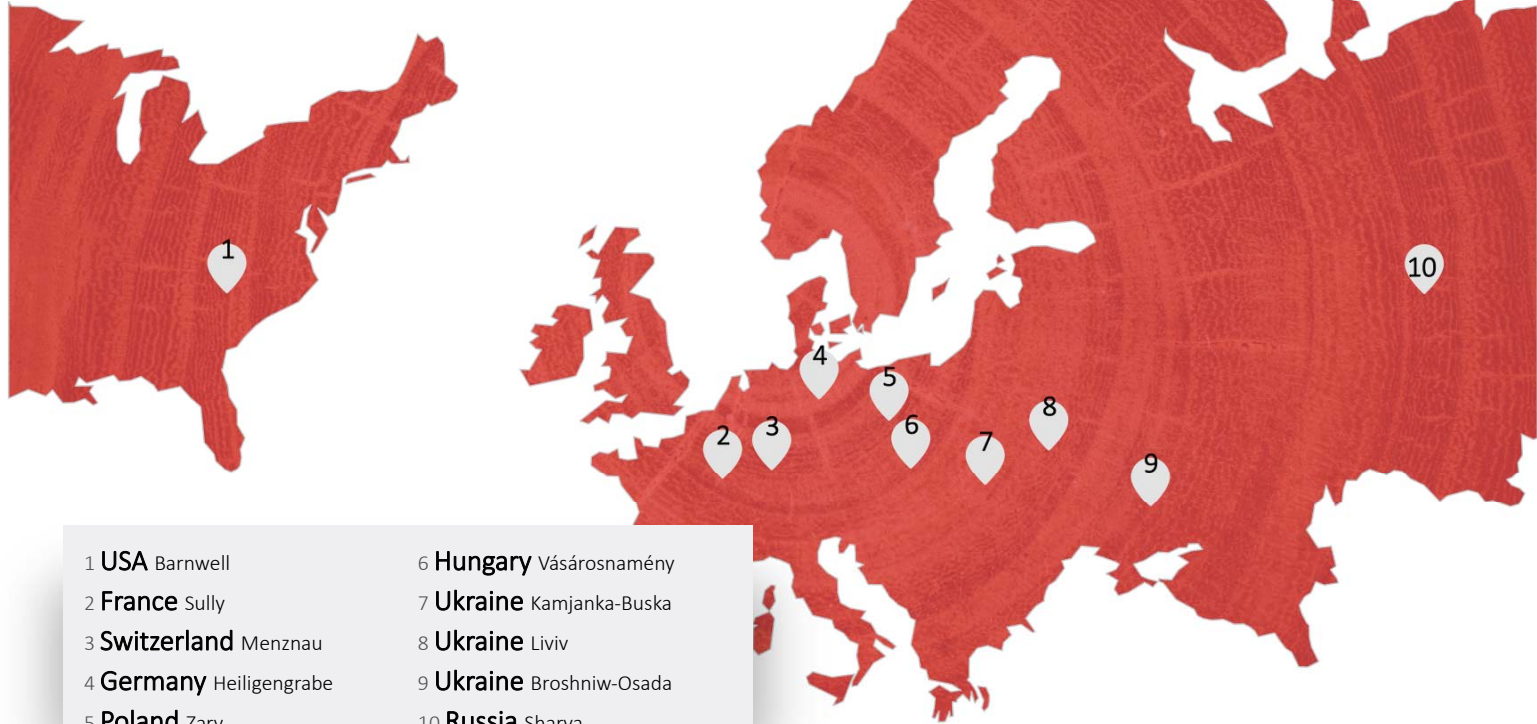 1
10
4
5
8
6
3
2
7
9
1 USA Barnwell
2 France Sully
3 Switzerland Menznau
4 Germany Heiligengrabe
5 Poland Zary
6 Hungary Vásárosnamény
7 Ukraine Kamjanka-Buska
8 Ukraine Liviv
9 Ukraine Broshniw-Osada
10 Russia Sharya